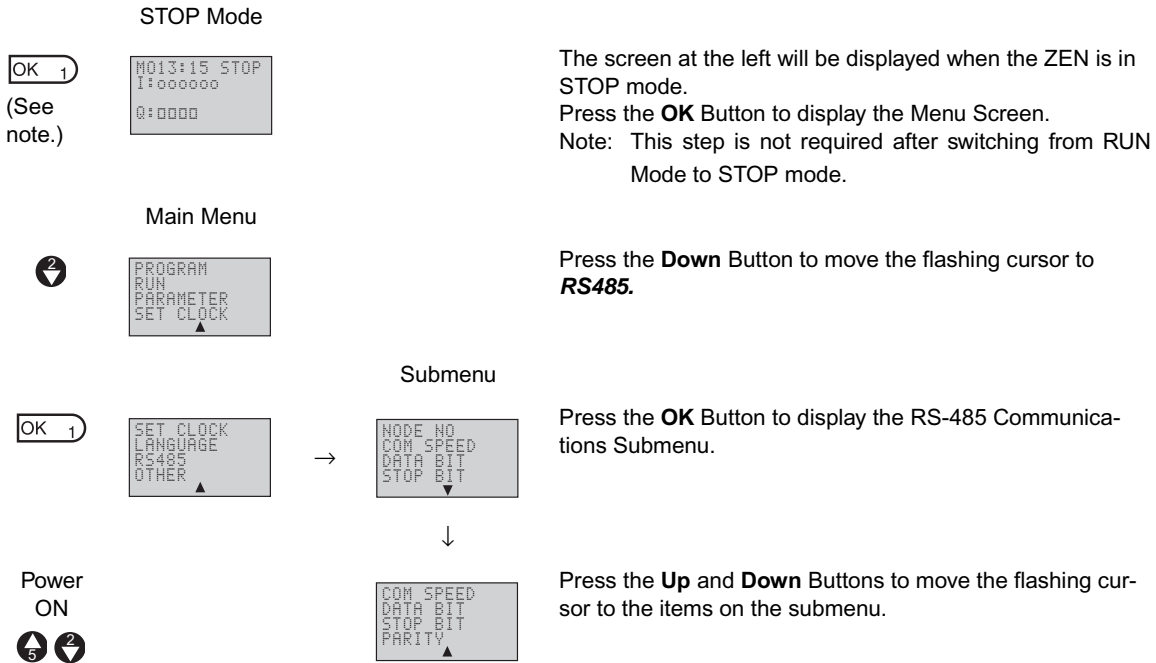 STOP Mode
OK 1
(See
note.)
MO13:15 STOP
I:oooooo
Q:□□□□
The screen at the left will be displayed when the ZEN is in
STOP mode.
Press the OK Button to display the Menu Screen.
Note: This step is not required after switching from RUN
Mode to STOP mode.
Main Menu
2
PROGRAM
RUN
PARAMETER
SET CLOCK
▲
Press the Down Button to move the flashing cursor to
RS485.
Submenu
OK 1
SET CLOCK
LANGUAGE
RS485
OTHER
▲
→
NODE NO
COM SPEED
DATA BIT
STOP BIT
▼
Press the OK Button to display the RS-485 Communica-
tions Submenu.
↓
Power
ON
5 2
COM SPEED
DATA BIT
STOP BIT
PARITY
▲
Press the Up and Down Buttons to move the flashing cur-
sor to the items on the submenu.